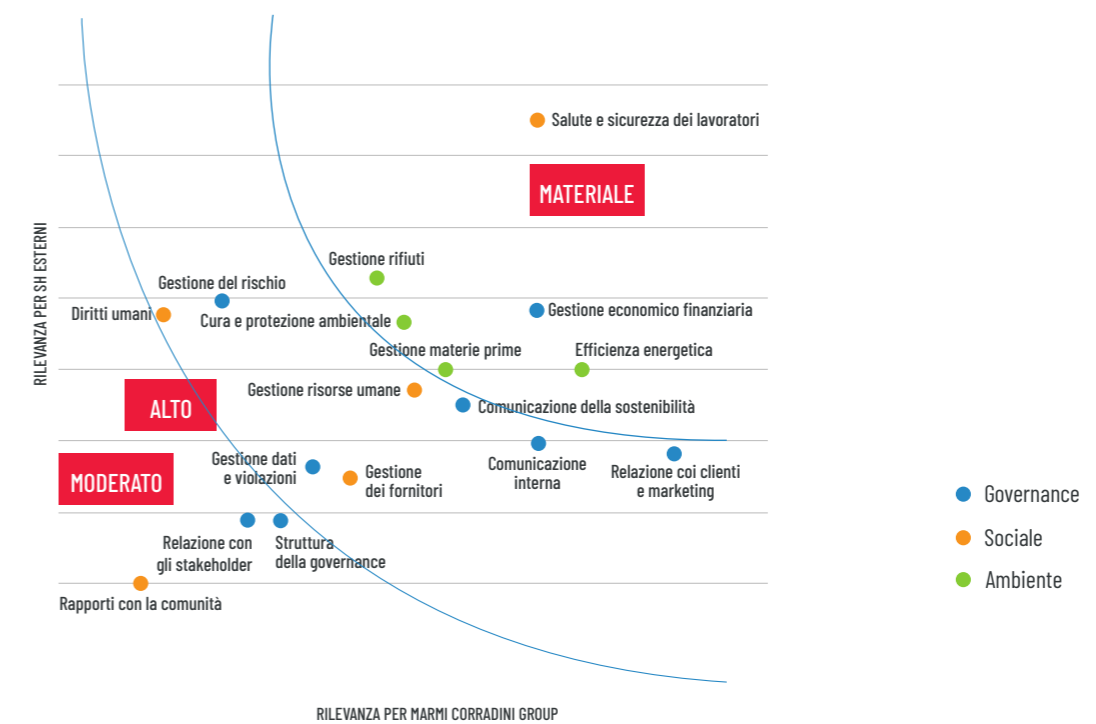 Salute e sicurezza dei lavoratori
MATERIALE
RILEVANZA PER SH ESTERNI
Gestione rifiuti
Gestione del rischio
Diritti umani
Cura e protezione ambientale
Gestione economico finanziaria
Gestione materie prime
Efficienza energetica
Gestione risorse umane
ALTO
Comunicazione della sostenibilità
Gestione dati
e violazioni
Gestione
dei fornitori
Comunicazione
interna
Relazione coi clienti
e marketing
MODERATO
Relazione con
gli stakeholder
Struttura
della governance
Rapporti con la comunità
Governance
Sociale
Ambiente
RILEVANZA PER MARMI CORRADINI GROUP